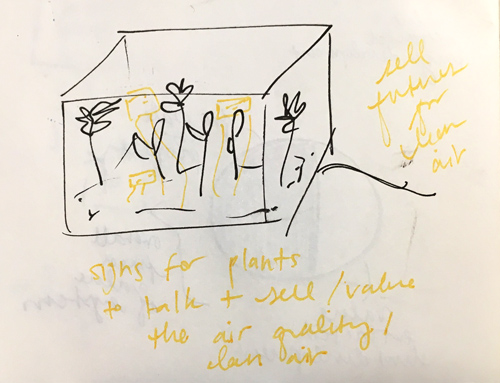 sell
futures
for
clean
air
signs for plants
to talk + sell / value
the air quality /
clean air